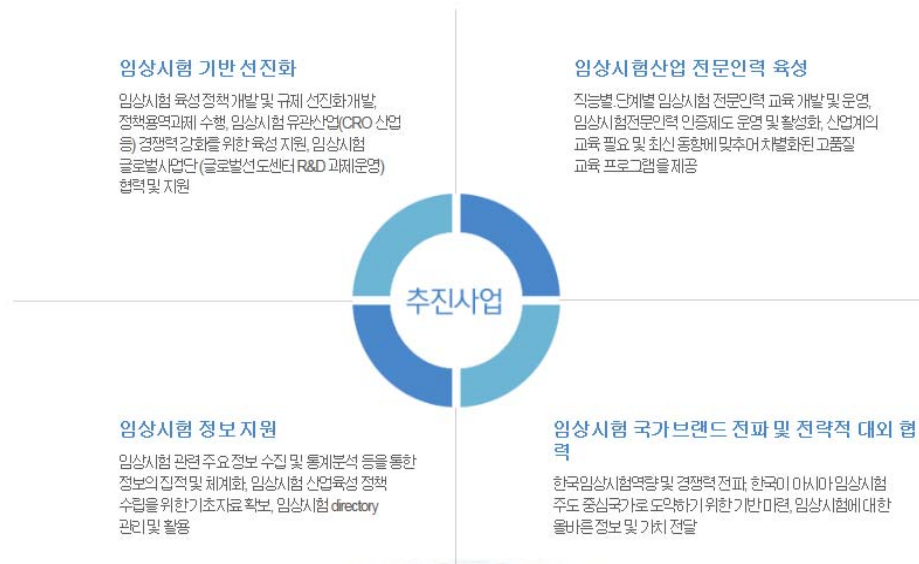 임상시험 기반 선진화
임상시험 육성 정책 개발 및 규제 선진화 개발,
정책용역과제 수행, 임상시험 유관산업(CRO 산업
등) 경쟁력 강화를 위한 육성 지원, 임상시험
글로벌사업단 (글로벌선도센터 R&D 과제운영)
협력 및 지원
임상시험산업 전문인력 육성
직능별.단계별 임상시험 전문인력 교육 개발 및 운영,
임상시험전문인력 인증제도 운영 및 활성화, 산업계의
교육 필요 및 최신 동향에 맞추어 차별화된 고품질
교육 프로그램을 제공
추진사업
임상시험 정보 지원
임상시험 관련 주요 정보 수집 및 통계분석 등을 통한
정보의 집적 및 체계화, 임상시험 산업육성 정책
수립을 위한 기초자료 확보, 임상시험 directory
관리 및 활용
임상시험 국가브랜드 전파 및 전략적 대외 협
력
한국임상시험역량 및 경쟁력 전파, 한국이 아시아 임상시험
주도 중심국가로 도약하기 위한 기반 마련, 임상시험에 대한
올바른 정보 및 가치 전달